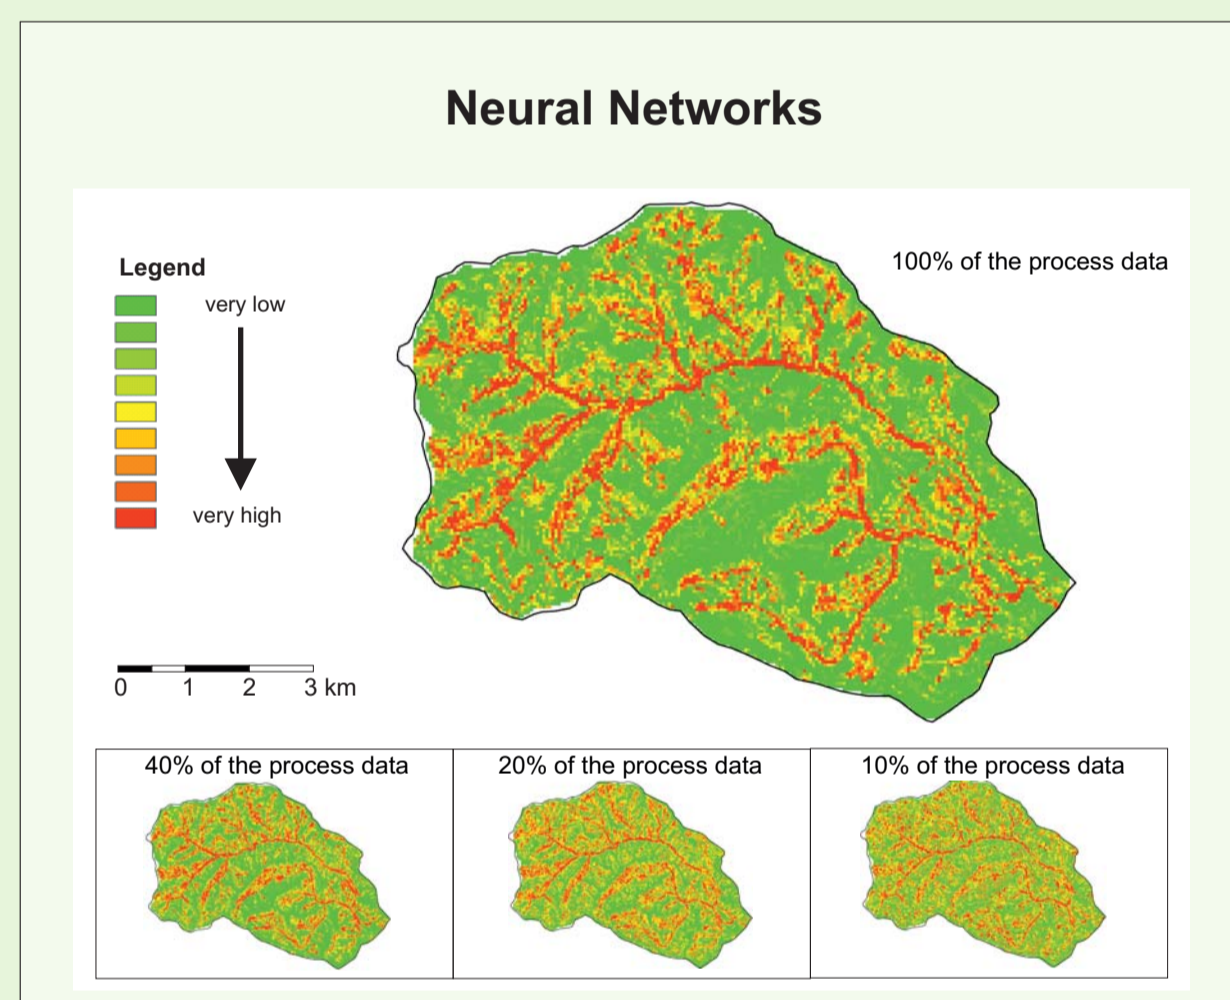 Neural Networks
100% of the process data
Legend
very low
very high
0 1 2 3 km
40% of the process data
20% of the process data
10% of the process data